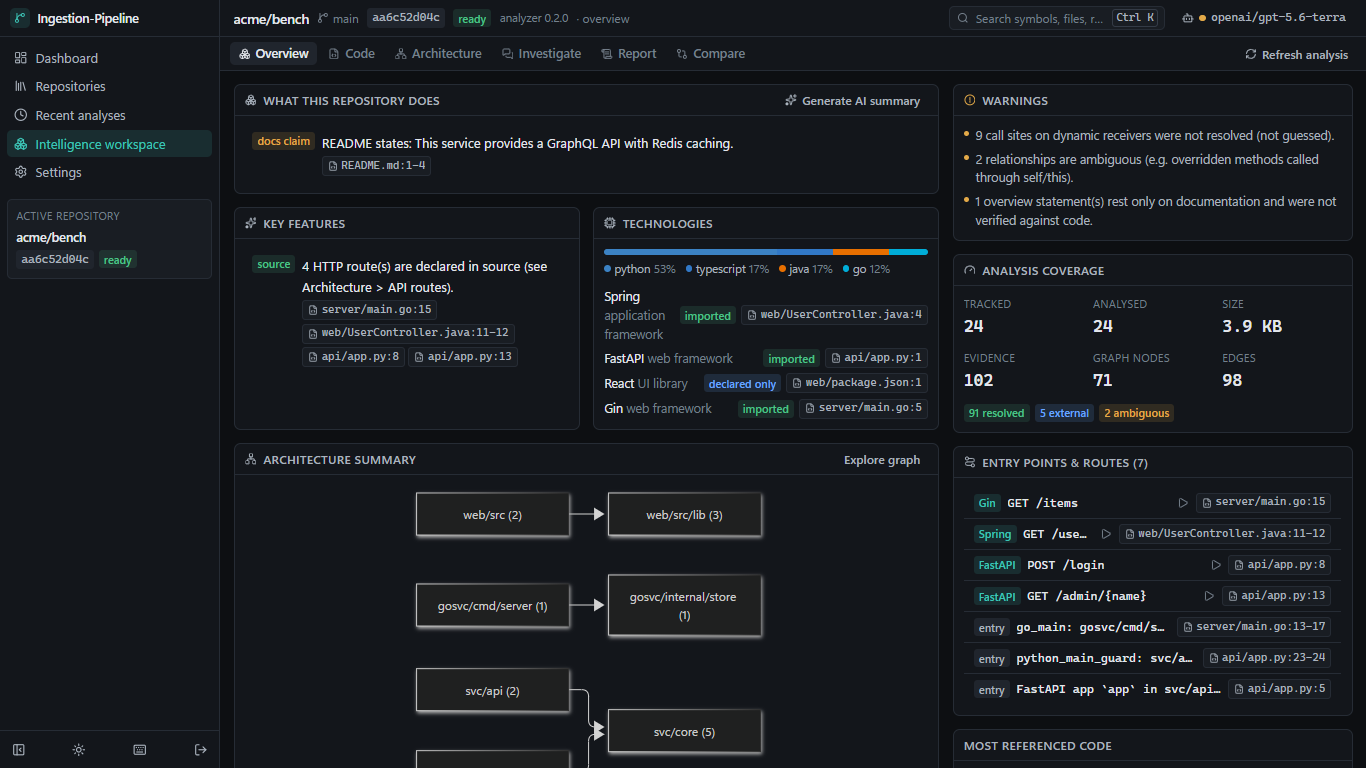 Ingestion-Pipeline
acme/bench main aa6c52d04c ready analyzer 0.2.0 · overview
Search symbols, files, r... Ctrl K
openai/gpt-5.6-terra
Dashboard
Repositories
Recent analyses
Intelligence workspace
Settings
ACTIVE REPOSITORY
acme/bench
aa6c52d04c ready
Overview Code Architecture Investigate Report Compare
Refresh analysis
WHAT THIS REPOSITORY DOES
Generate AI summary
docs claim README states: This service provides a GraphQL API with Redis caching.
README.md:1-4
KEY FEATURES
source 4 HTTP route(s) are declared in source (see
Architecture > API routes).
server/main.go:15
web/UserController.java:11-12
api/app.py:8 api/app.py:13
TECHNOLOGIES
python 53% typescript 17% java 17% go 12%
Spring
application
framework
imported web/UserController.java:4
FastAPI web framework imported api/app.py:1
React UI library declared only web/package.json:1
Gin web framework imported server/main.go:5
ARCHITECTURE SUMMARY
Explore graph
web/src (2)
web/src/lib (3)
gosvc/cmd/server (1)
gosvc/internal/store
(1)
svc/api (2)
svc/core (5)
WARNINGS
9 call sites on dynamic receivers were not resolved (not guessed).
2 relationships are ambiguous (e.g. overridden methods called
through self/this).
1 overview statement(s) rest only on documentation and were not
verified against code.
ANALYSIS COVERAGE
TRACKED ANALYSED SIZE
24 24 3.9 KB
EVIDENCE GRAPH NODES EDGES
102 71 98
91 resolved 5 external 2 ambiguous
ENTRY POINTS & ROUTES (7)
Gin GET /items server/main.go:15
Spring GET /use… web/UserController.java:11-12
FastAPI POST /login api/app.py:8
FastAPI GET /admin/{name} api/app.py:13
entry go_main: gosvc/cmd/s… server/main.go:13-17
entry python_main_guard: svc/a… api/app.py:23-24
entry FastAPI app `app` in svc/api… api/app.py:5
MOST REFERENCED CODE